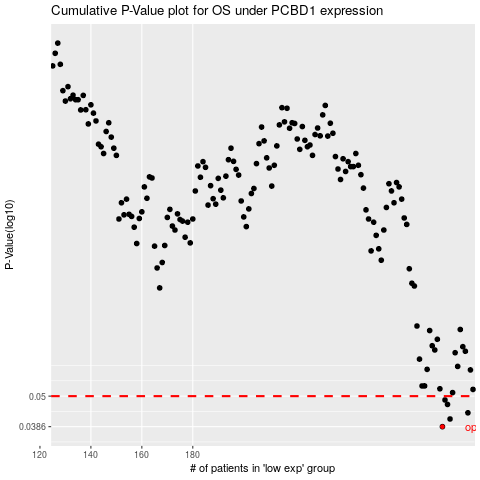 Cumulative P-Value plot for OS under PCBD1 expression
P-Value(log10)
0.05
0.0386
op
120 140 160 180
# of patients in 'low exp' group